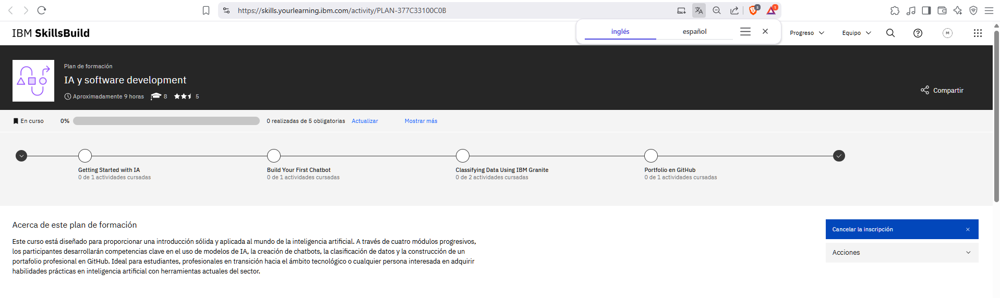 https://skills.yourlearning.ibm.com/activity/PLAN-377C33100C0B
3
1
inglés
español
IBM SkillsBuild
Progreso
Equipo
M
Plan de formación
IA y software development
Aproximadamente 9 horas
8
5
Compartir
En curso
0%
0 realizadas de 5 obligatorias
Actualizar
Mostrar más
Getting Started with IA
0 de 1 actividades cursadas
Build Your First Chatbot
0 de 1 actividades cursadas
Classifying Data Using IBM Granite
0 de 2 actividades cursadas
Portfolio en GitHub
0 de 1 actividades cursadas
Acerca de este plan de formación
Este curso está diseñado para proporcionar una introducción sólida y aplicada al mundo de la inteligencia artificial. A través de cuatro módulos progresivos,
los participantes desarrollarán competencias clave en el uso de modelos de IA, la creación de chatbots, la clasificación de datos y la construcción de un
portafolio profesional en GitHub. Ideal para estudiantes, profesionales en transición hacia el ámbito tecnológico o cualquier persona interesada en adquirir
habilidades prácticas en inteligencia artificial con herramientas actuales del sector.
Cancelar la inscripción
Acciones